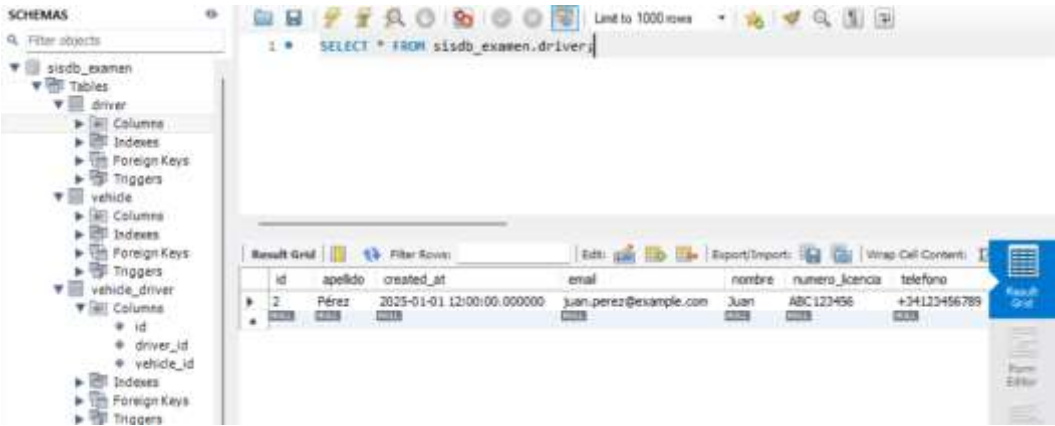 SCHEMAS
Filter objects
sisdb_examen
Tables
driver
Columns
Indexes
Foreign Keys
Triggers
vehicle
Columns
Indexes
Foreign Keys
Triggers
vehicle_driver
Columns
id
driver_id
vehicle_id
Indexes
Foreign Keys
Triggers
Limit to 1000 rows
1 SELECT * FROM sisdb_examen.driver;
Result Grid Filter Rows: Edit: Export/Import: Wrap Cell Content:
id apellido created_at email nombre numero_licencia telefono
2 Pérez 2025-01-01 12:00:00.000000 juan.perez@example.com Juan ABC123456 +34123456789
NULL NULL NULL NULL NULL NULL NULL
Result
Grid
Form
Editor